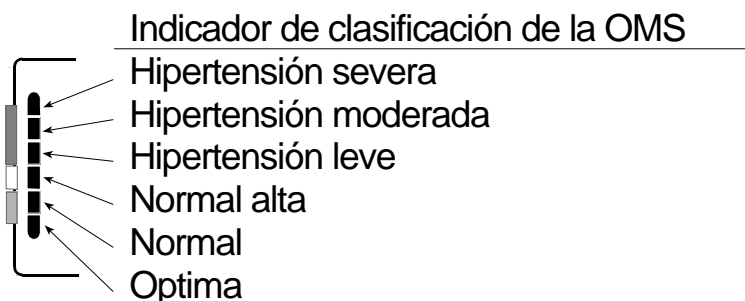 Indicador de clasificación de la OMS
Hipertensión severa
Hipertensión moderada
Hipertensión leve
Normal alta
Normal
Optima